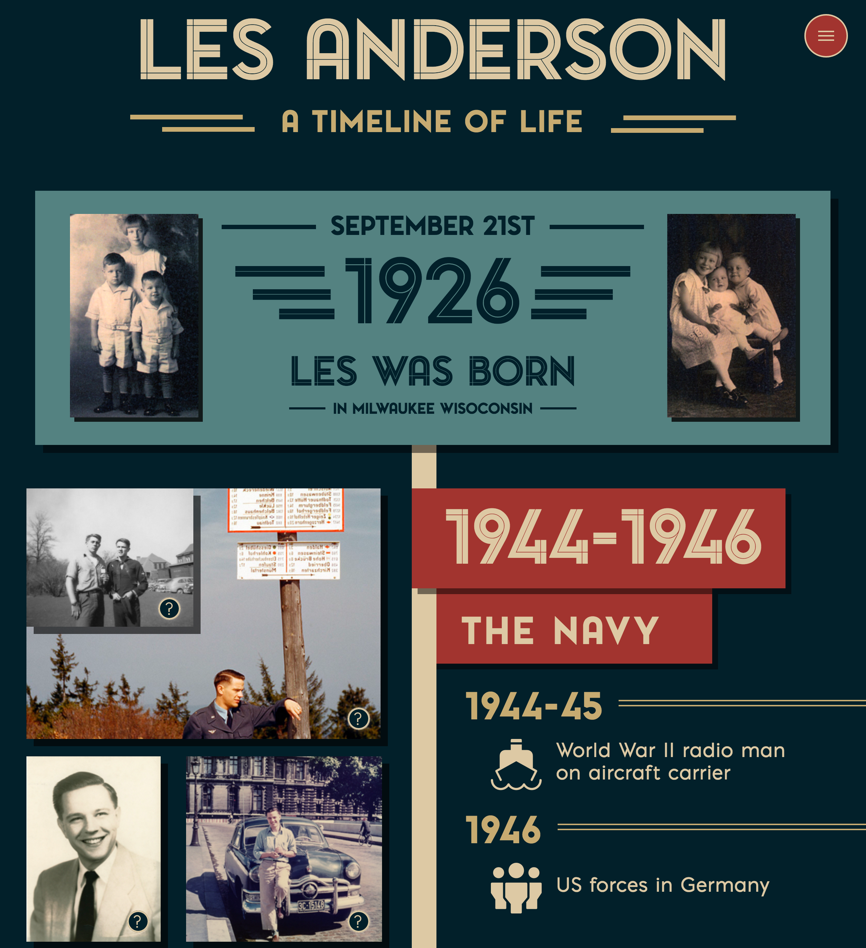 LES ANDERSON
A TIMELINE OF LIFE
SEPTEMBER 21ST
1926
LES WAS BORN
IN MILWAUKEE WISOCONSIN
1944-1946
THE NAVY
1944-45
World War II radio man
on aircraft carrier
1946
US forces in Germany
?
?
?
?